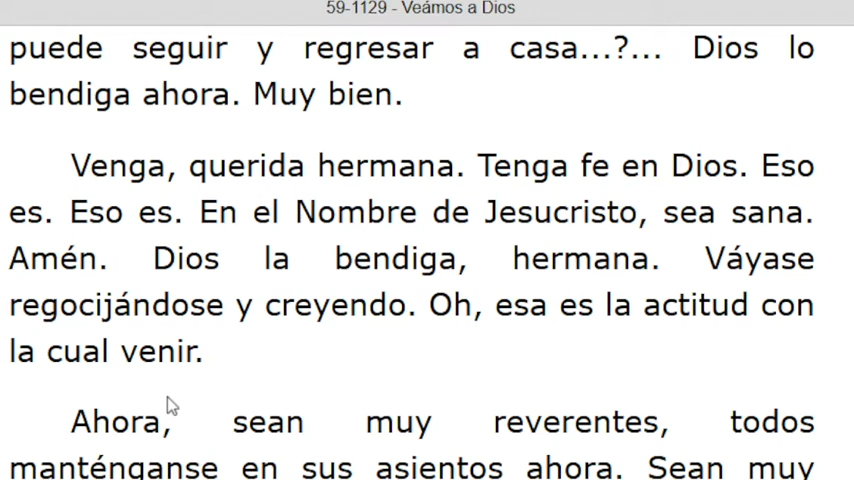 59-1129 - Veámos a Dios
puede seguir y regresar a casa...?... Dios lo
bendiga ahora. Muy bien.
Venga, querida hermana. Tenga fe en Dios. Eso
es. Eso es. En el Nombre de Jesucristo, sea sana.
Amén. Dios la bendiga, hermana. Váyase
regocijándose y creyendo. Oh, esa es la actitud con
la cual venir.
Ahora, sean muy reverentes, todos
manténganse en sus asientos ahora. Sean muy